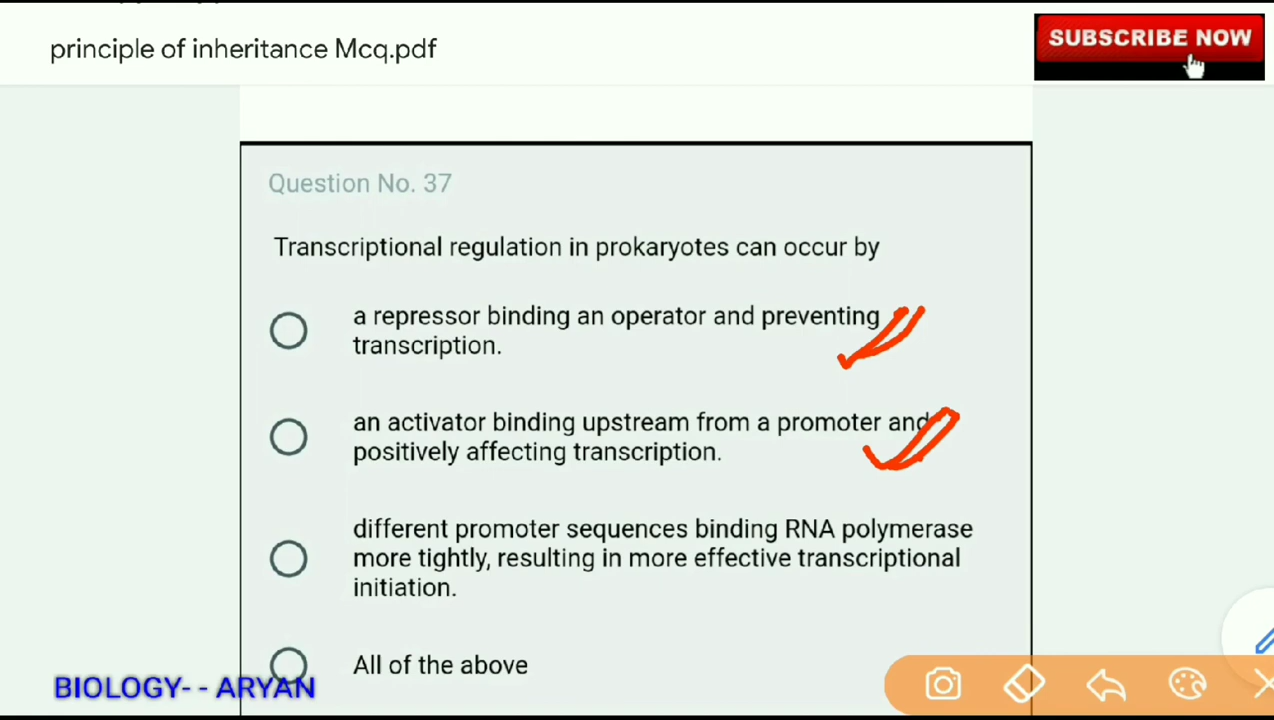 principle of inheritance Mcq.pdf
SUBSCRIBE NOW
Question No. 37
Transcriptional regulation in prokaryotes can occur by
a repressor binding an operator and preventing
transcription.
an activator binding upstream from a promoter and
positively affecting transcription.
different promoter sequences binding RNA polymerase
more tightly, resulting in more effective transcriptional
initiation.
All of the above
BIOLOGY- - ARYAN